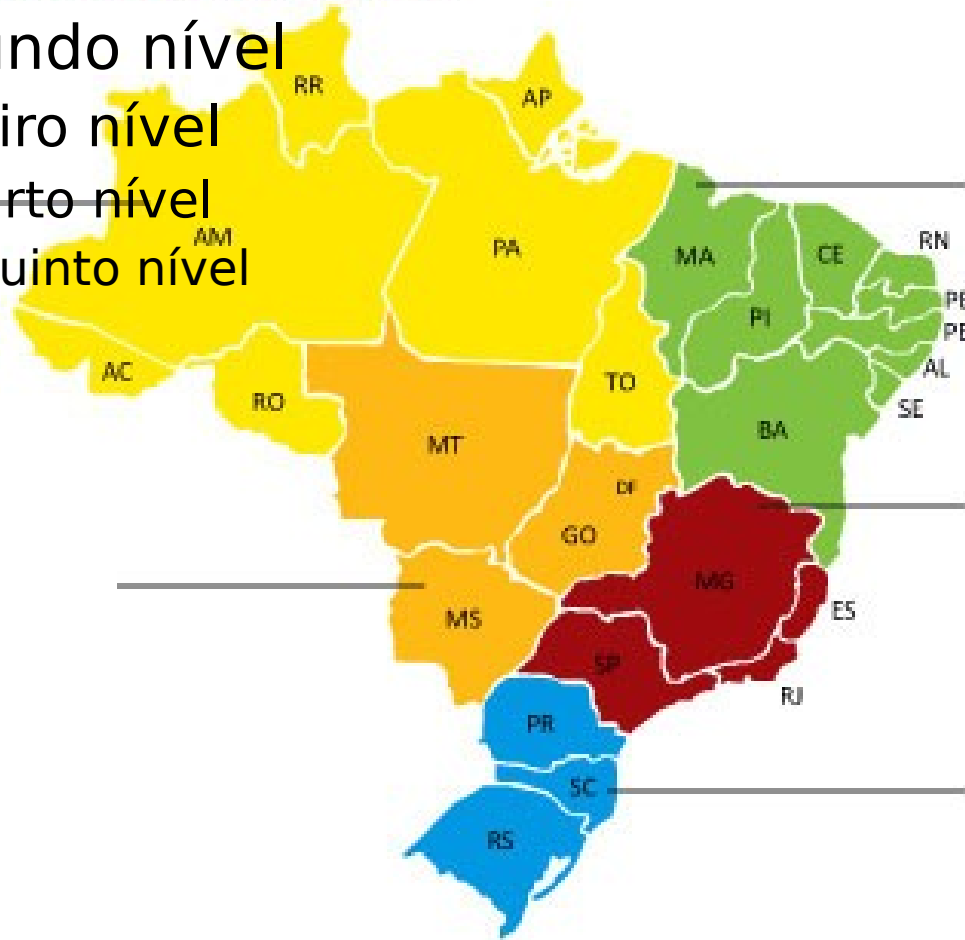 undo nível
RR
AP
iro nível
rto nível
AM
PA
MA
CE
RN
uinto nível
PI
AC
RO
TO
AL
SE
MT
BA
DF
GO
MG
MS
ES
SP
RJ
PR
SC
RS